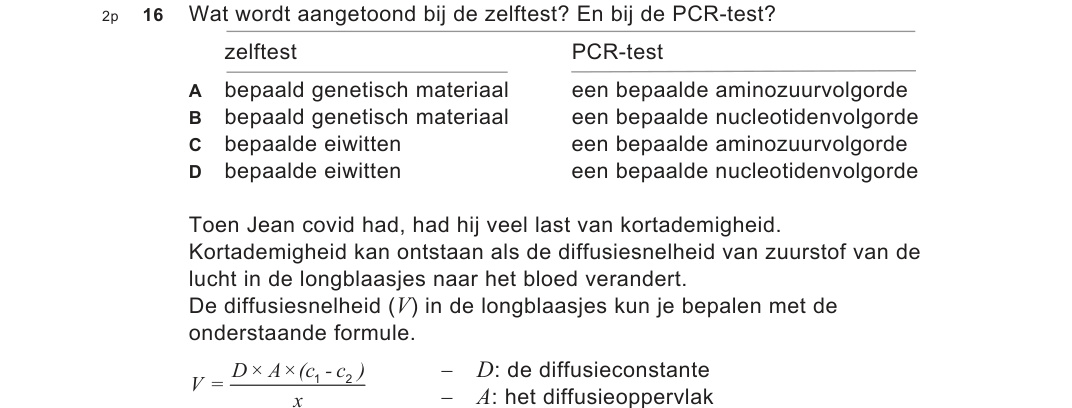 2p 16 Wat wordt aangetoond bij de zelftest? En bij de PCR-test?
zelftest PCR-test
A bepaald genetisch materiaal een bepaalde aminozuurvolgorde
B bepaald genetisch materiaal een bepaalde nucleotidenvolgorde
C bepaalde eiwitten een bepaalde aminozuurvolgorde
D bepaalde eiwitten een bepaalde nucleotidenvolgorde
Toen Jean covid had, had hij veel last van kortademigheid.
Kortademigheid kan ontstaan als de diffusiesnelheid van zuurstof van de
lucht in de longblaasjes naar het bloed verandert.
De diffusiesnelheid (V) in de longblaasjes kun je bepalen met de
onderstaande formule.
V = D × A × (c₁ - c₂) / x
– D: de diffusieconstante
– A: het diffusieoppervlak